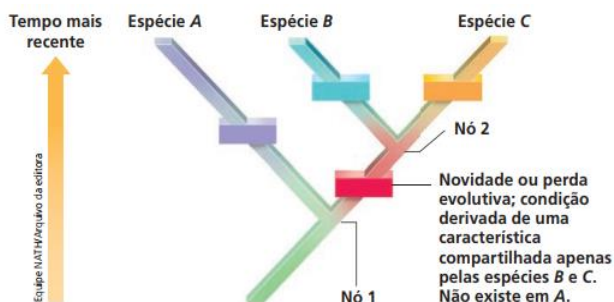 Tempo mais
recente
Espécie A
Espécie B
Espécie C
Nó 2
Novidade ou perda
evolutiva; condição
derivada de uma
característica
compartilhada apenas
pelas espécies B e C.
Não existe em A.
Nó 1
Equipe NATH/Arquivo da editora